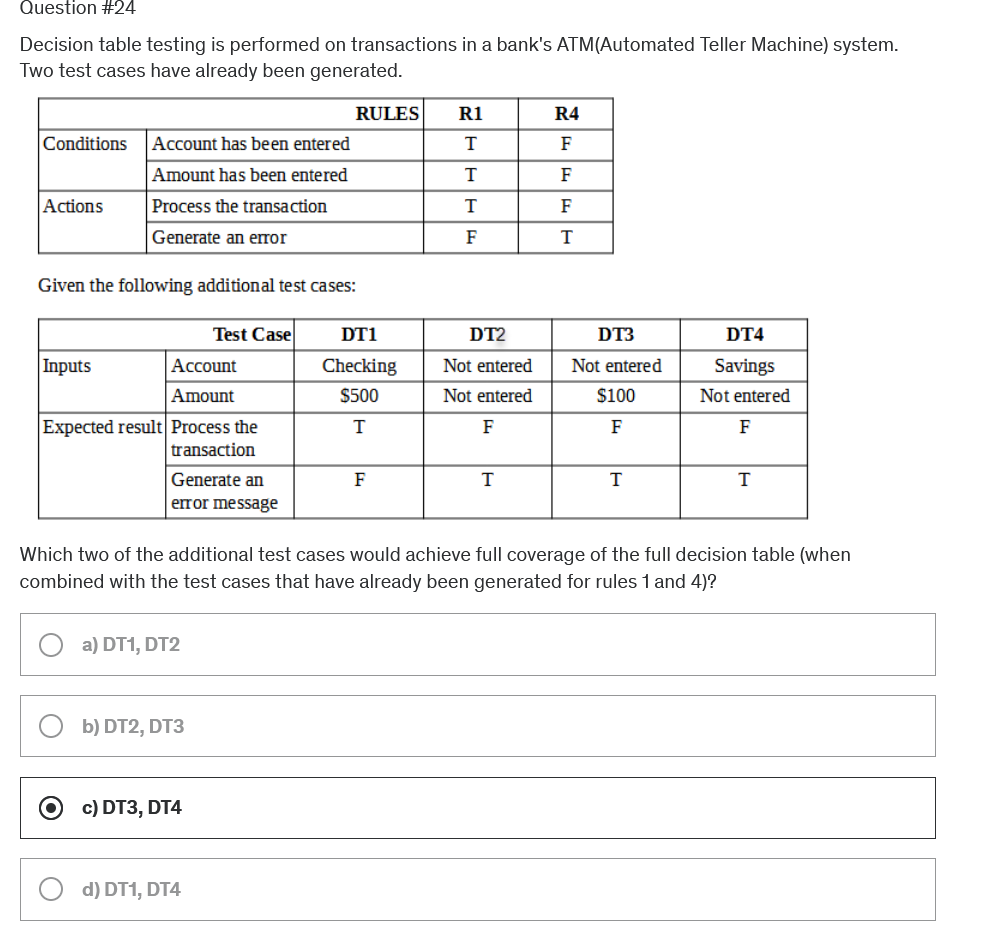 Question #24
Decision table testing is performed on transactions in a bank's ATM(Automated Teller Machine) system.
Two test cases have already been generated.
RULES R1 R4
Conditions Account has been entered T F
Amount has been entered T F
Actions Process the transaction T F
Generate an error F T
Given the following additional test cases:
Test Case DT1 DT2 DT3 DT4
Inputs Account Checking Not entered Not entered Savings
Amount $500 Not entered $100 Not entered
Expected result Process the T F F F
transaction
Generate an F T T T
error message
Which two of the additional test cases would achieve full coverage of the full decision table (when
combined with the test cases that have already been generated for rules 1 and 4)?
a) DT1, DT2
b) DT2, DT3
c) DT3, DT4
d) DT1, DT4